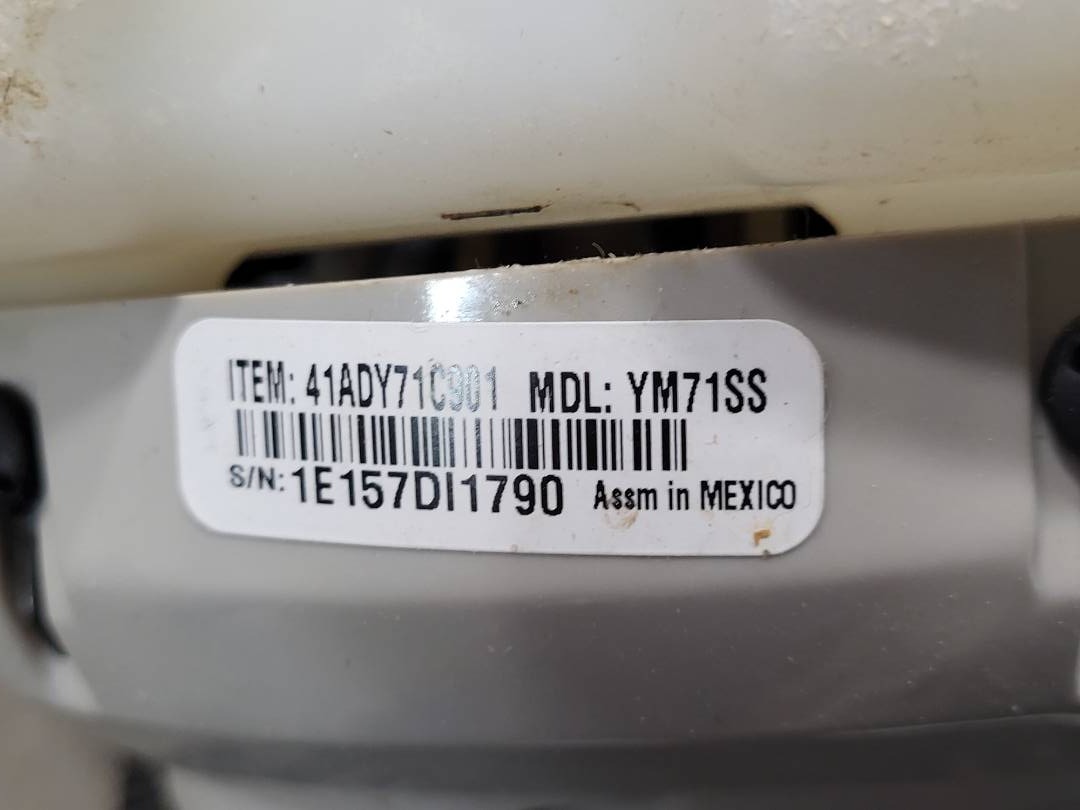 ITEM: 41ADY71C901 MDL: YM71SS
S/N: 1E157DI1790 Assm in MEXICO